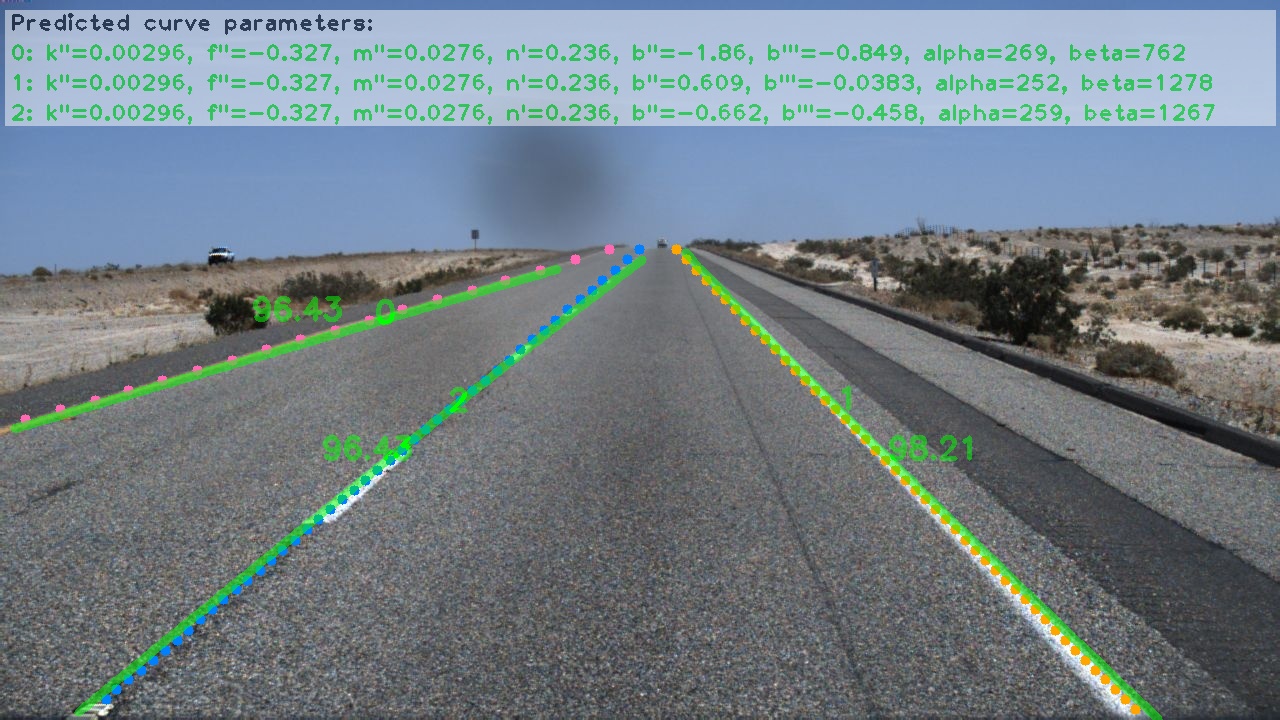 Predicted curve parameters:
0: k''=0.00296, f''=-0.327, m''=0.0276, n'=0.236, b''=-1.86, b'''=-0.849, alpha=269, beta=762
1: k''=0.00296, f''=-0.327, m''=0.0276, n'=0.236, b''=0.609, b'''=-0.0383, alpha=252, beta=1278
2: k''=0.00296, f''=-0.327, m''=0.0276, n'=0.236, b''=-0.662, b'''=-0.458, alpha=259, beta=1267
96.43 0
2 1
96.43 98.21